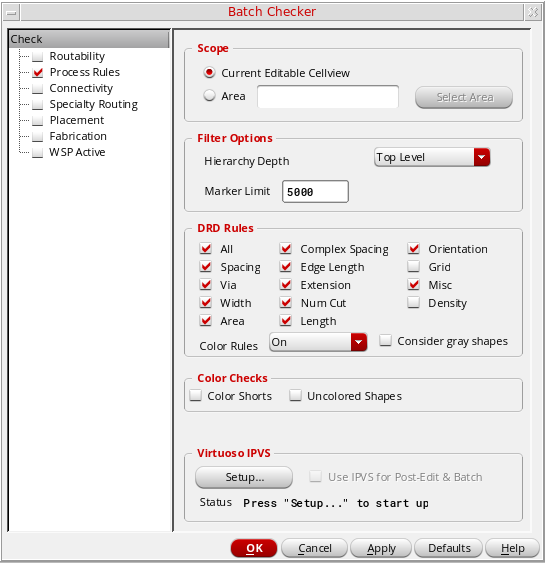 Batch Checker
Check
Routability
Process Rules
Connectivity
Specialty Routing
Placement
Fabrication
WSP Active
Scope
Current Editable Cellview
Area
Select Area
Filter Options
Hierarchy Depth
Top Level
Marker Limit
5000
DRD Rules
All
Complex Spacing
Orientation
Spacing
Edge Length
Grid
Via
Extension
Misc
Width
Num Cut
Density
Area
Length
Color Rules
On
Consider gray shapes
Color Checks
Color Shorts
Uncolored Shapes
Virtuoso IPVS
Setup...
Use IPVS for Post-Edit & Batch
Status
Press "Setup..." to start up
OK
Cancel
Apply
Defaults
Help